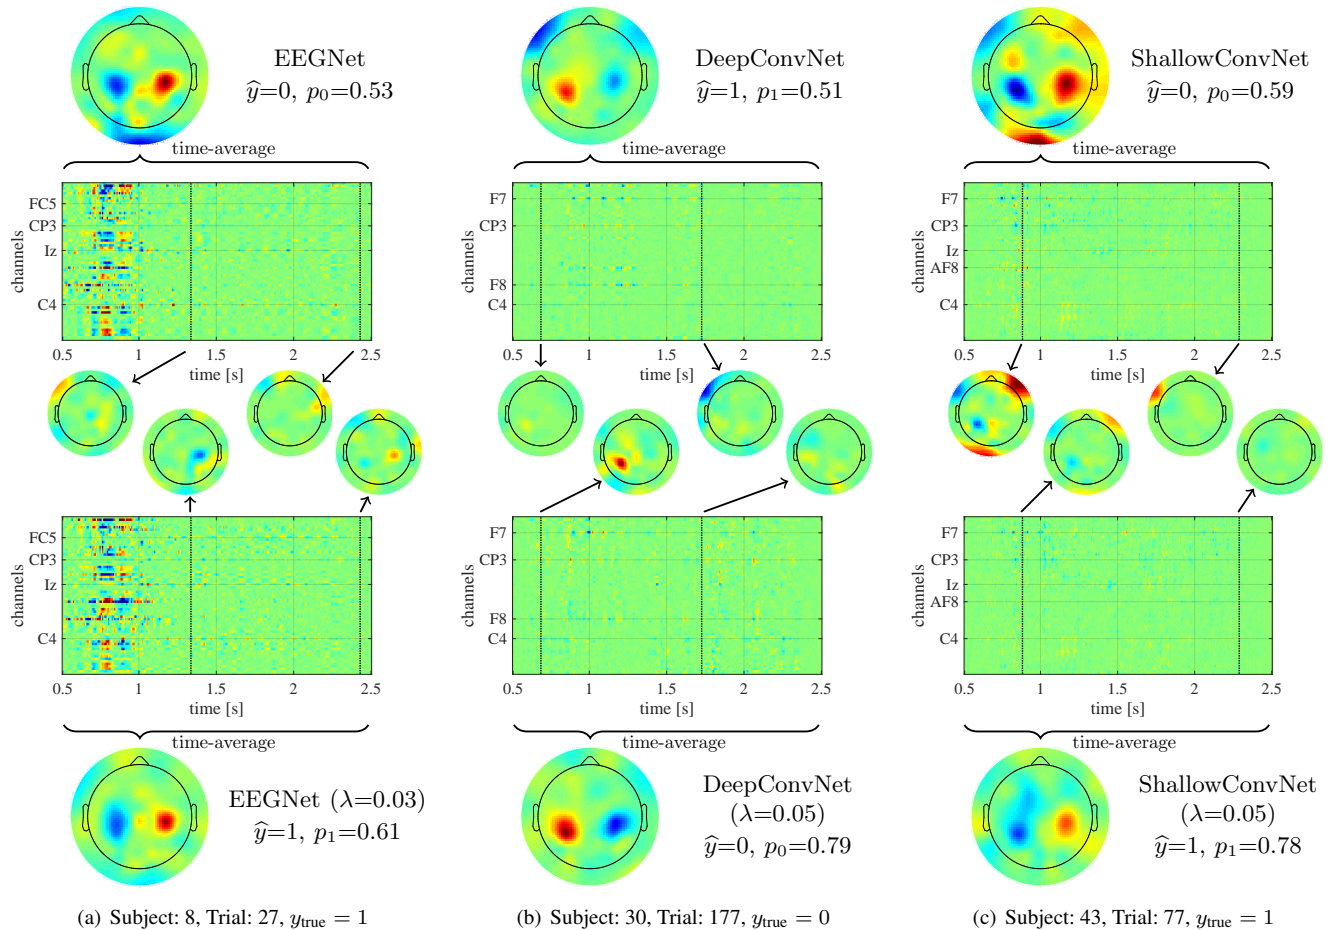 EEGNet
ŷ=0, p₀=0.53
time-average
channels
FC5
CP3
Iz
C4
0.5 1 1.5 2 2.5
time [s]
channels
FC5
CP3
Iz
C4
0.5 1 1.5 2 2.5
time [s]
time-average
EEGNet (λ=0.03)
ŷ=1, p₁=0.61
(a) Subject: 8, Trial: 27, y_true = 1
DeepConvNet
ŷ=1, p₁=0.51
time-average
channels
F7
CP3
F8
C4
0.5 1 1.5 2 2.5
time [s]
channels
F7
CP3
F8
C4
0.5 1 1.5 2 2.5
time [s]
time-average
DeepConvNet
(λ=0.05)
ŷ=0, p₀=0.79
(b) Subject: 30, Trial: 177, y_true = 0
ShallowConvNet
ŷ=0, p₀=0.59
time-average
channels
F7
CP3
Iz
AF8
C4
0.5 1 1.5 2 2.5
time [s]
channels
F7
CP3
Iz
AF8
C4
0.5 1 1.5 2 2.5
time [s]
time-average
ShallowConvNet
(λ=0.05)
ŷ=1, p₁=0.78
(c) Subject: 43, Trial: 77, y_true = 1